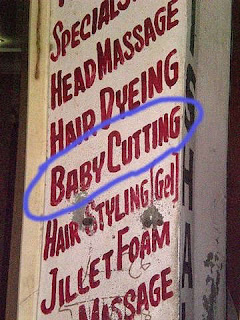 HEAD MASSAGE
HAIR DYEING
BABY CUTTING
HAIR STYLING [Gel]
JILLET FOAM
MASSAGE